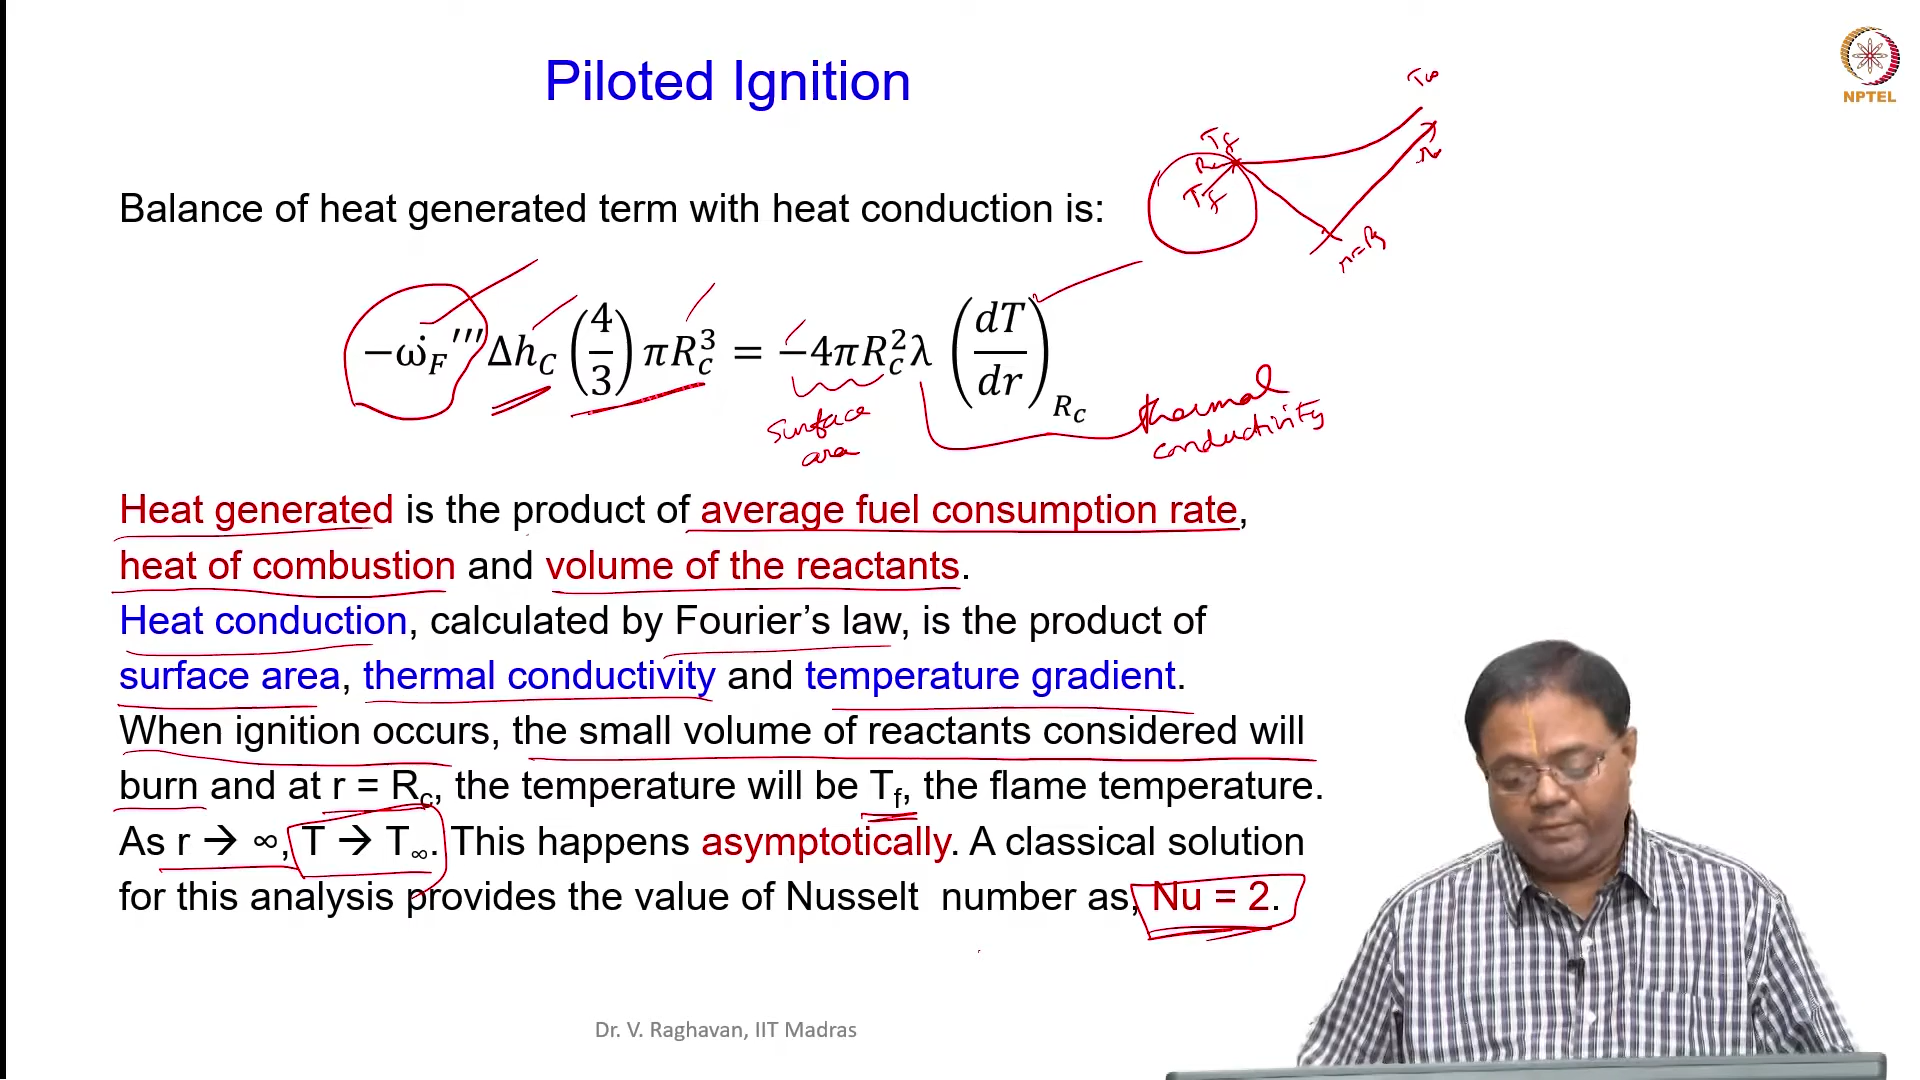 Piloted Ignition
NPTEL
T∞
Tf
Rc
Tf
r
r=Rc
Balance of heat generated term with heat conduction is:
−ω̇F‴ΔhC(4/3)πRc³ = −4πRc²λ(dT/dr)Rc
surface
area
thermal
conductivity
Heat generated is the product of average fuel consumption rate,
heat of combustion and volume of the reactants.
Heat conduction, calculated by Fourier’s law, is the product of
surface area, thermal conductivity and temperature gradient.
When ignition occurs, the small volume of reactants considered will
burn and at r = Rc, the temperature will be Tf, the flame temperature.
As r → ∞, T → T∞. This happens asymptotically. A classical solution
for this analysis provides the value of Nusselt number as, Nu = 2.
Dr. V. Raghavan, IIT Madras